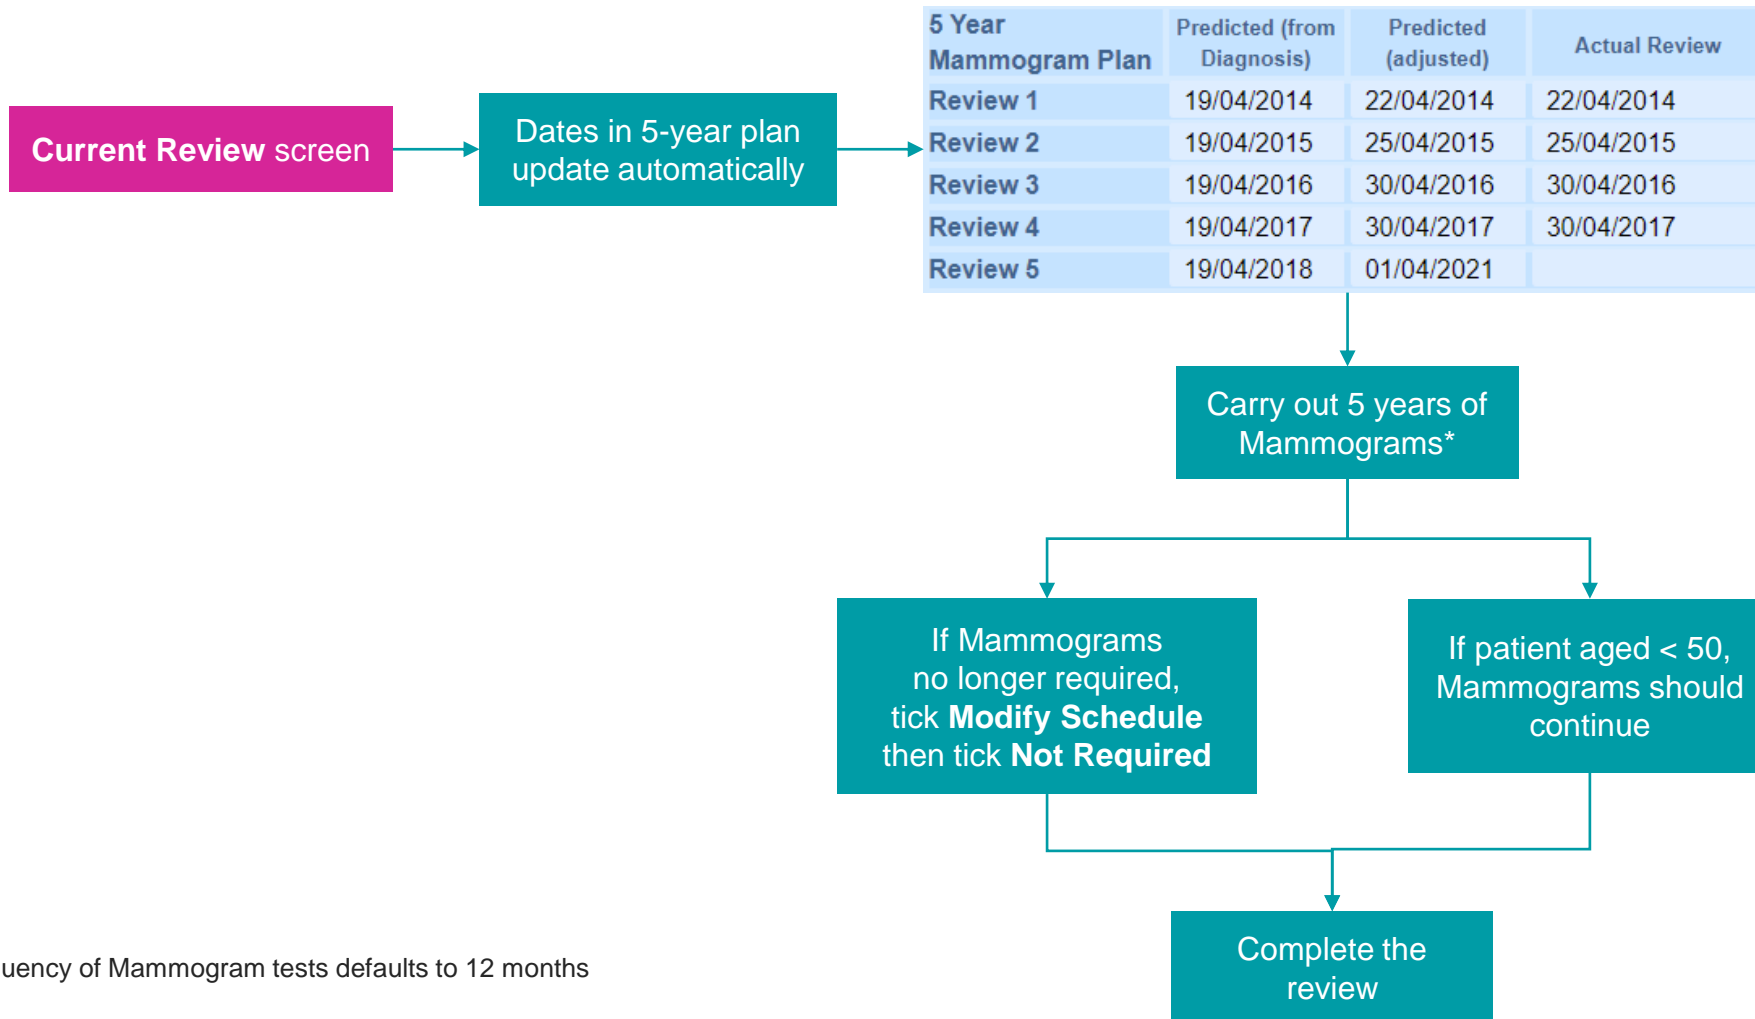 Current Review screen
Dates in 5-year plan
update automatically
5 Year
Mammogram Plan
Predicted (from
Diagnosis)
Predicted
(adjusted)
Actual Review
Review 1 19/04/2014 22/04/2014 22/04/2014
Review 2 19/04/2015 25/04/2015 25/04/2015
Review 3 19/04/2016 30/04/2016 30/04/2016
Review 4 19/04/2017 30/04/2017 30/04/2017
Review 5 19/04/2018 01/04/2021
Carry out 5 years of
Mammograms*
If Mammograms
no longer required,
tick Modify Schedule
then tick Not Required
If patient aged < 50,
Mammograms should
continue
Complete the
review
uency of Mammogram tests defaults to 12 months